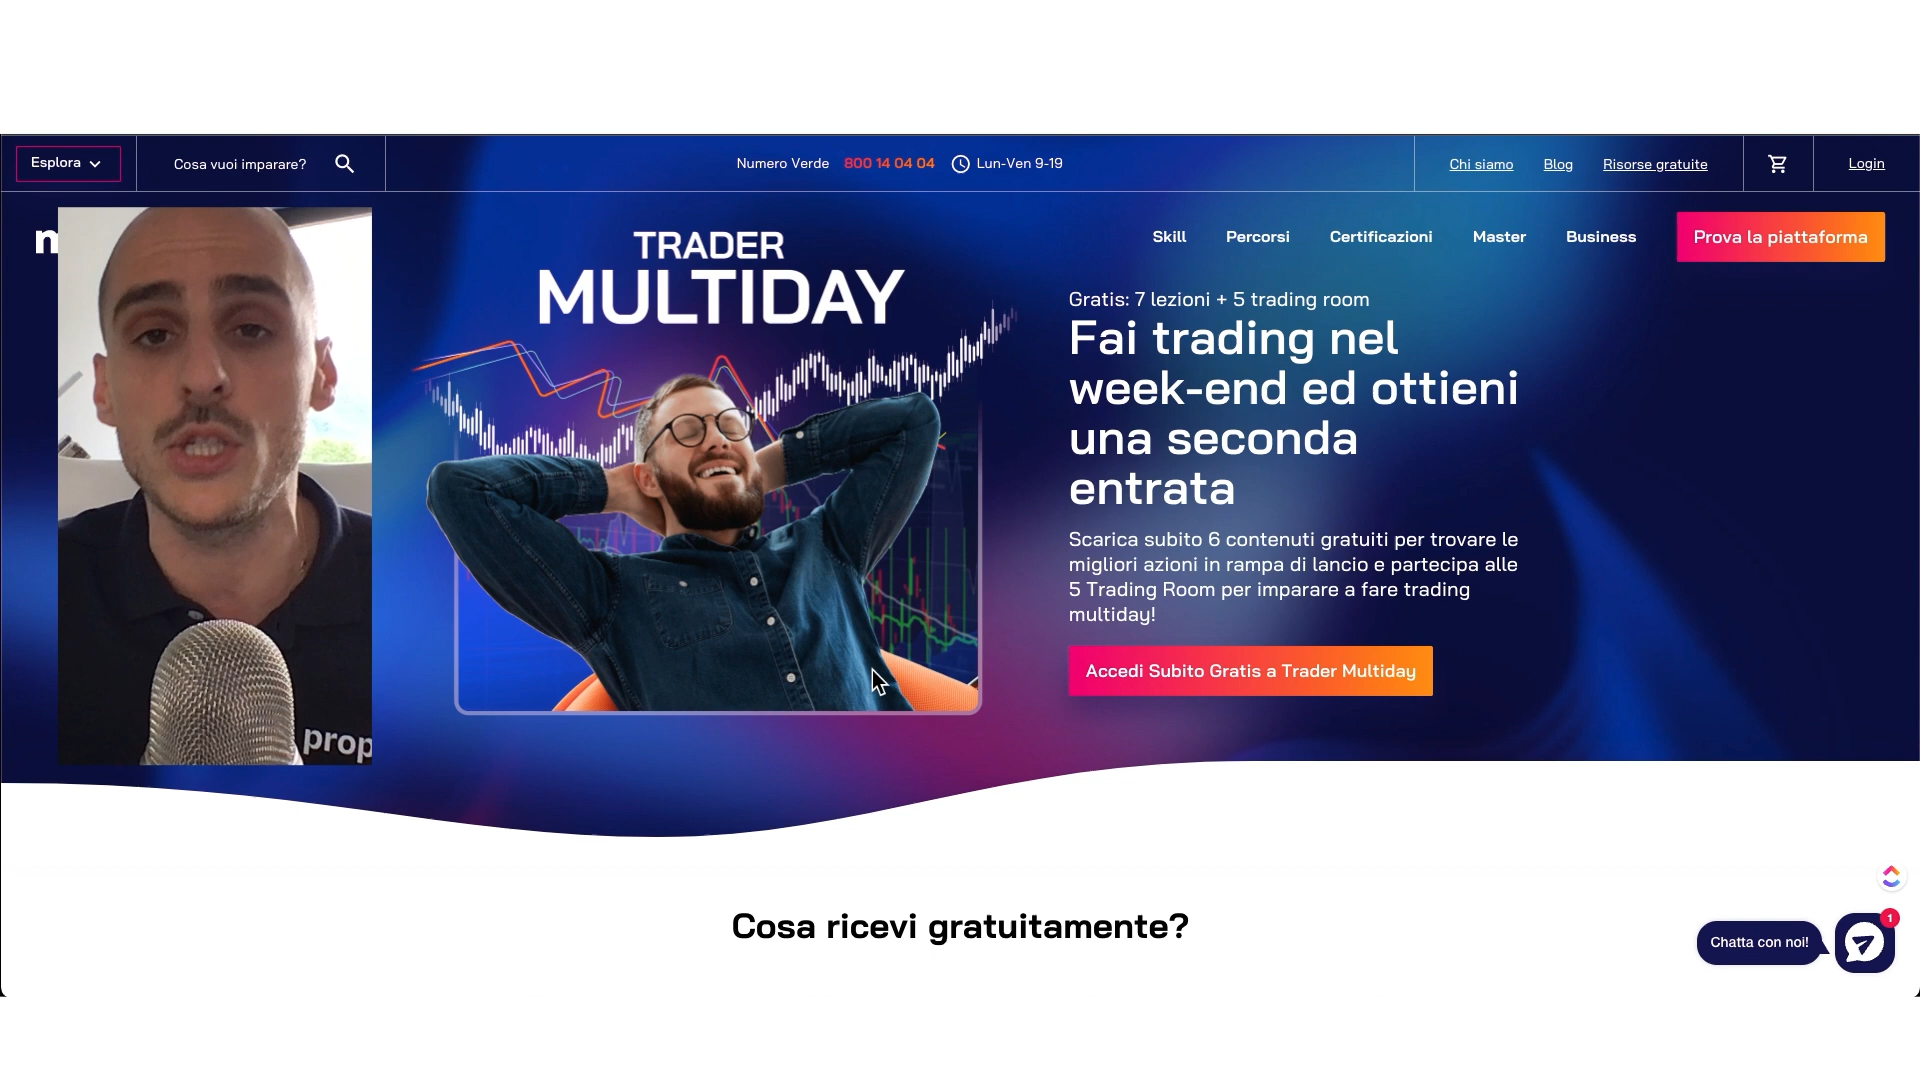 Esplora
Cosa vuoi imparare?
Numero Verde 800 14 04 04 Lun-Ven 9-19
Chi siamo
Blog
Risorse gratuite
Login
Skill
Percorsi
Certificazioni
Master
Business
Prova la piattaforma
TRADER
MULTIDAY
Gratis: 7 lezioni + 5 trading room
Fai trading nel
week-end ed ottieni
una seconda
entrata
Scarica subito 6 contenuti gratuiti per trovare le
migliori azioni in rampa di lancio e partecipa alle
5 Trading Room per imparare a fare trading
multiday!
Accedi Subito Gratis a Trader Multiday
prop
Cosa ricevi gratuitamente?
Chatta con noi!
1